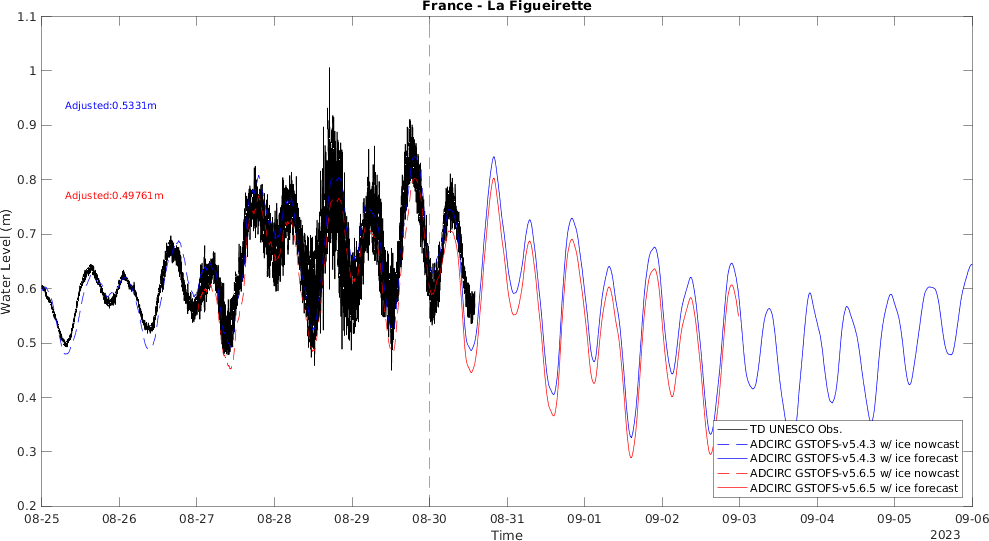 France - La Figueirette
1.1
1
0.9
0.8
0.7
0.6
0.5
0.4
0.3
0.2
Water Level (m)
Adjusted:0.5331m
Adjusted:0.49761m
TD UNESCO Obs.
ADCIRC GSTOFS-v5.4.3 w/ ice nowcast
ADCIRC GSTOFS-v5.4.3 w/ ice forecast
ADCIRC GSTOFS-v5.6.5 w/ ice nowcast
ADCIRC GSTOFS-v5.6.5 w/ ice forecast
08-25 08-26 08-27 08-28 08-29 08-30 08-31 09-01 09-02 09-03 09-04 09-05 09-06
Time
2023